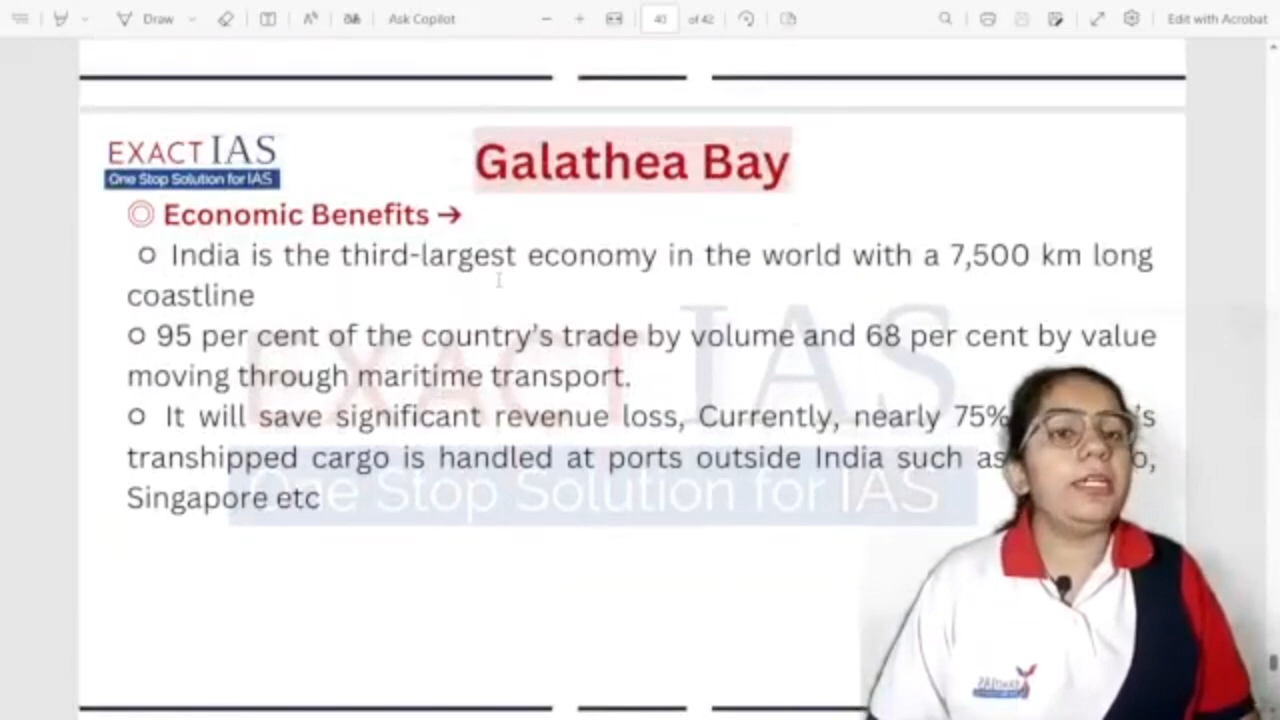 Draw
Ask Copilot
40 of 42
Edit with Acrobat
EXACT IAS
One Stop Solution for IAS
Galathea Bay
Economic Benefits →
India is the third-largest economy in the world with a 7,500 km long
coastline
95 per cent of the country's trade by volume and 68 per cent by value
moving through maritime transport.
It will save significant revenue loss, Currently, nearly 75%
transhipped cargo is handled at ports outside India such as
Singapore etc
EXACT IAS
One Stop Solution for IAS